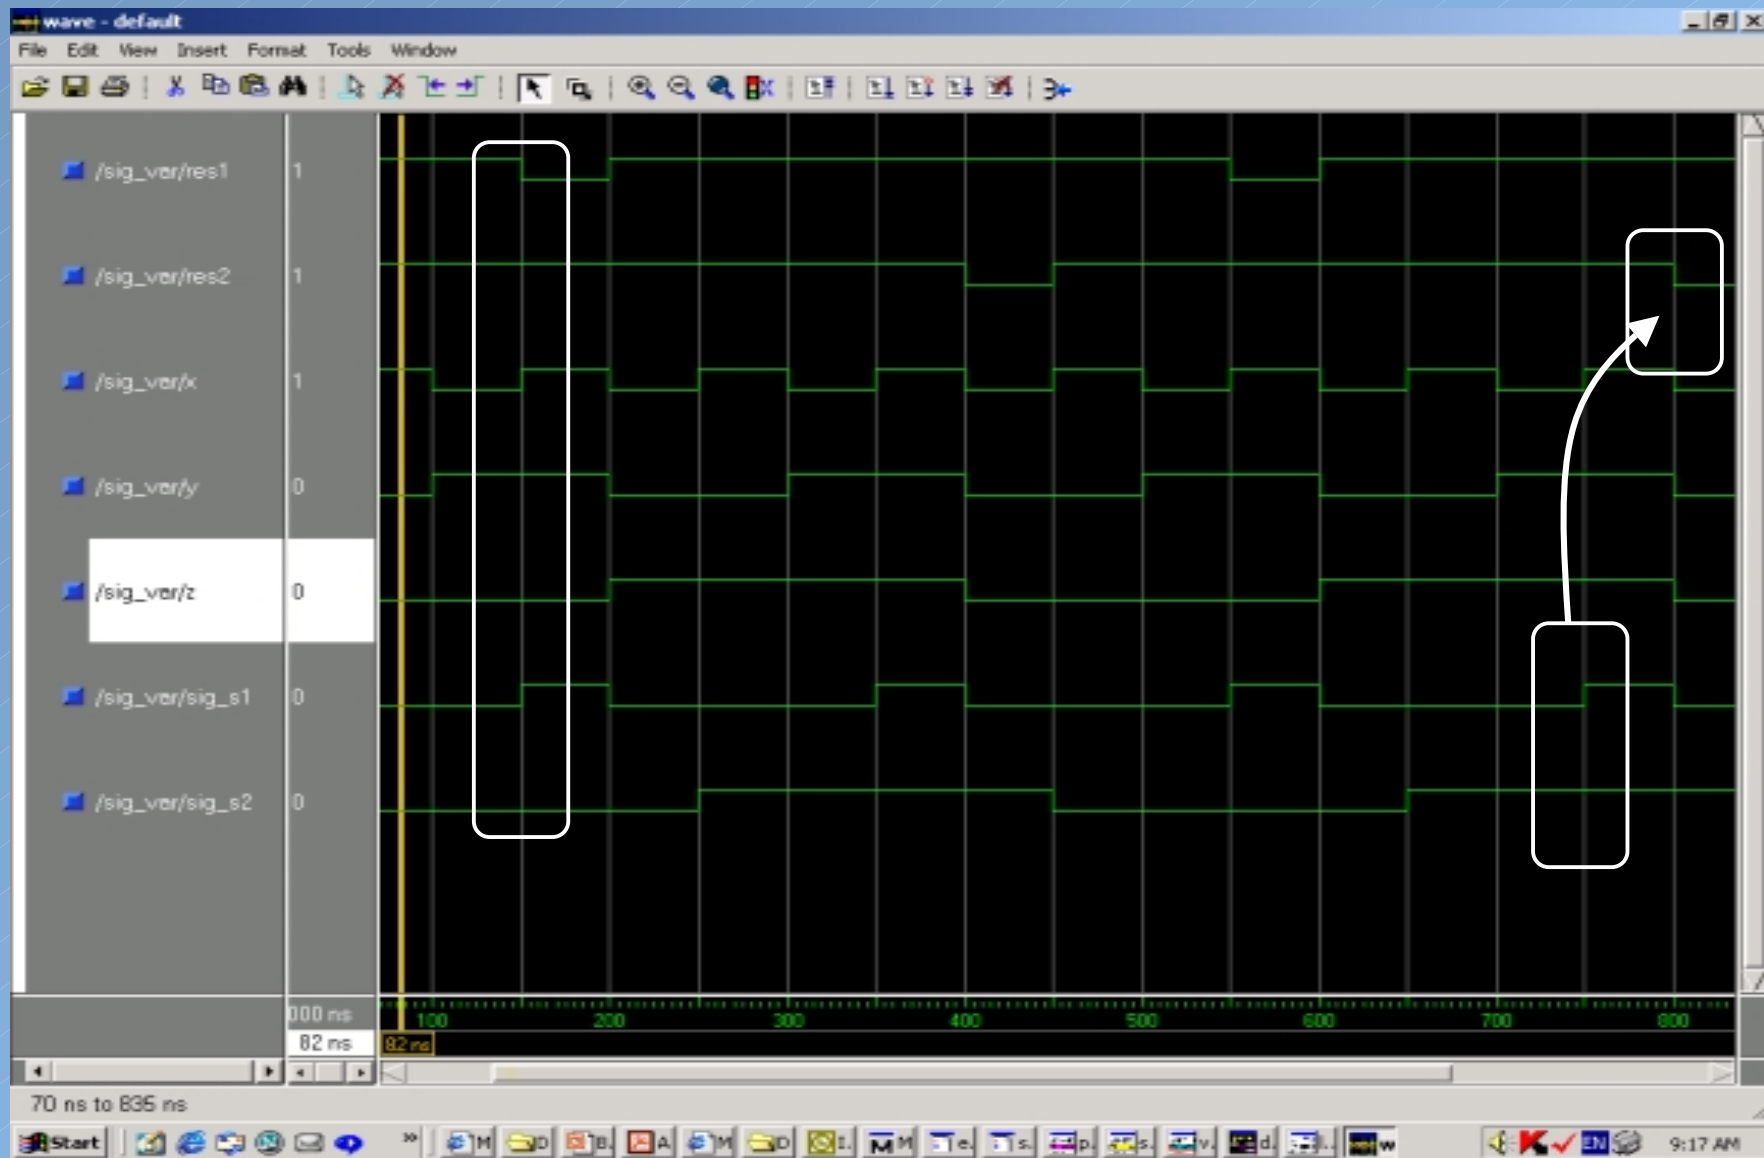 wave - default
File Edit View Insert Format Tools Window
/sig_var/res1 1
/sig_var/res2 1
/sig_var/x 1
/sig_var/y 0
/sig_var/z 0
/sig_var/sig_s1 0
/sig_var/sig_s2 0
000 ns 100 200 300 400 500 600 700 800
82 ns 82 ns
70 ns to 835 ns
Start » M D B. A M D I. M e. s. p. s. v. d. i.. w EN 9:17 AM